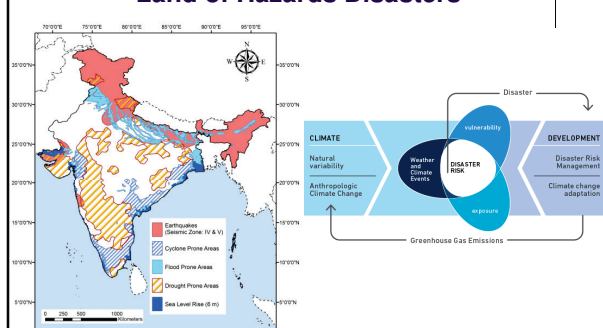 Land of Hazards Disasters
70°0'0"E 75°0'0"E 80°0'0"E 85°0'0"E 90°0'0"E 95°0'0"E
N
W E
S
35°0'0"N 35°0'0"N
30°0'0"N 30°0'0"N
25°0'0"N 25°0'0"N
20°0'0"N 20°0'0"N
15°0'0"N 15°0'0"N
10°0'0"N 10°0'0"N
5°0'0"N 5°0'0"N
Earthquakes
(Seismic Zone: IV & V)
Cyclone Prone Areas
Flood Prone Areas
Drought Prone Areas
Sea Level Rise (6 m)
0 250 500 1000
Kilometers
Disaster
CLIMATE
Natural
variability
Anthropologic
Climate Change
vulnerability
Weather
and
Climate
Events
DISASTER
RISK
exposure
DEVELOPMENT
Disaster Risk
Management
Climate change
adaptation
Greenhouse Gas Emissions